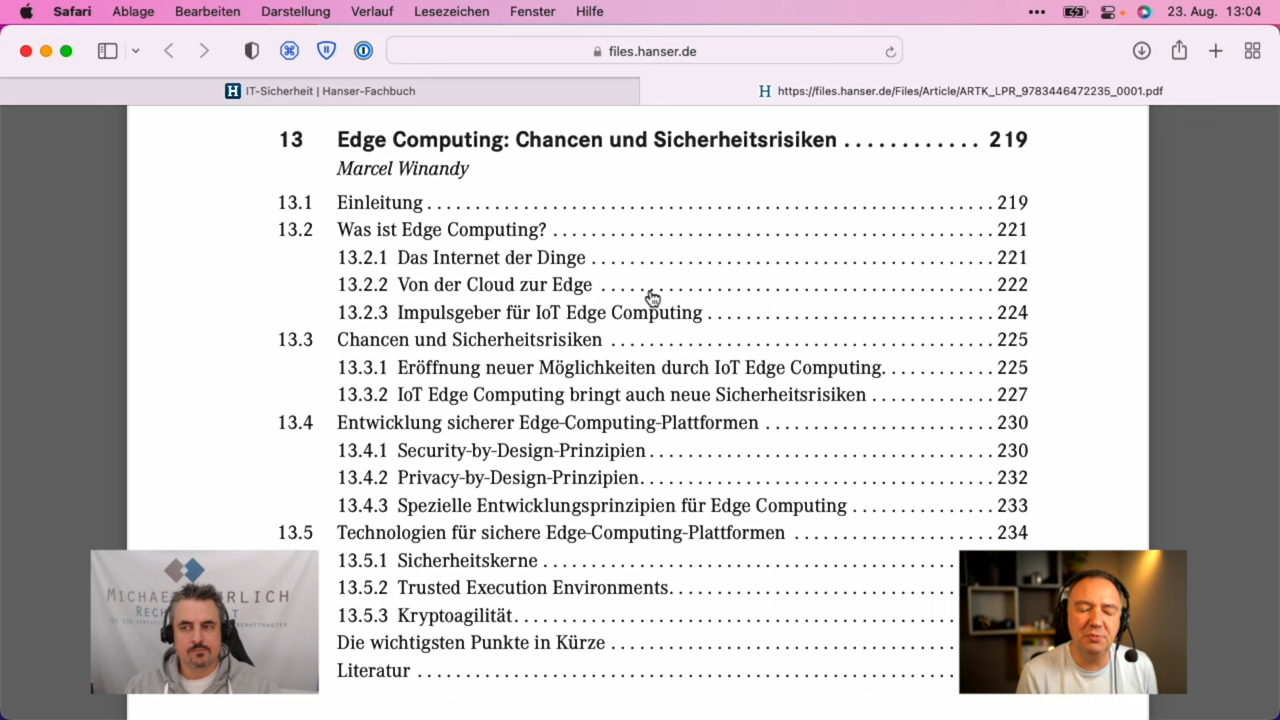 Safari Ablage Bearbeiten Darstellung Verlauf Lesezeichen Fenster Hilfe 23. Aug. 13:04
files.hanser.de
IT-Sicherheit | Hanser-Fachbuch https://files.hanser.de/Files/Article/ARTK_LPR_9783446472235_0001.pdf
13 Edge Computing: Chancen und Sicherheitsrisiken ............ 219
Marcel Winandy
13.1 Einleitung ............ 219
13.2 Was ist Edge Computing? ............ 221
13.2.1 Das Internet der Dinge ............ 221
13.2.2 Von der Cloud zur Edge ............ 222
13.2.3 Impulsgeber für IoT Edge Computing ............ 224
13.3 Chancen und Sicherheitsrisiken ............ 225
13.3.1 Eröffnung neuer Möglichkeiten durch IoT Edge Computing ............ 225
13.3.2 IoT Edge Computing bringt auch neue Sicherheitsrisiken ............ 227
13.4 Entwicklung sicherer Edge-Computing-Plattformen ............ 230
13.4.1 Security-by-Design-Prinzipien ............ 230
13.4.2 Privacy-by-Design-Prinzipien ............ 232
13.4.3 Spezielle Entwicklungsprinzipien für Edge Computing ............ 233
13.5 Technologien für sichere Edge-Computing-Plattformen ............ 234
13.5.1 Sicherheitskerne ............
13.5.2 Trusted Execution Environments ............
13.5.3 Kryptoagilität ............
Die wichtigsten Punkte in Kürze ............
Literatur ............